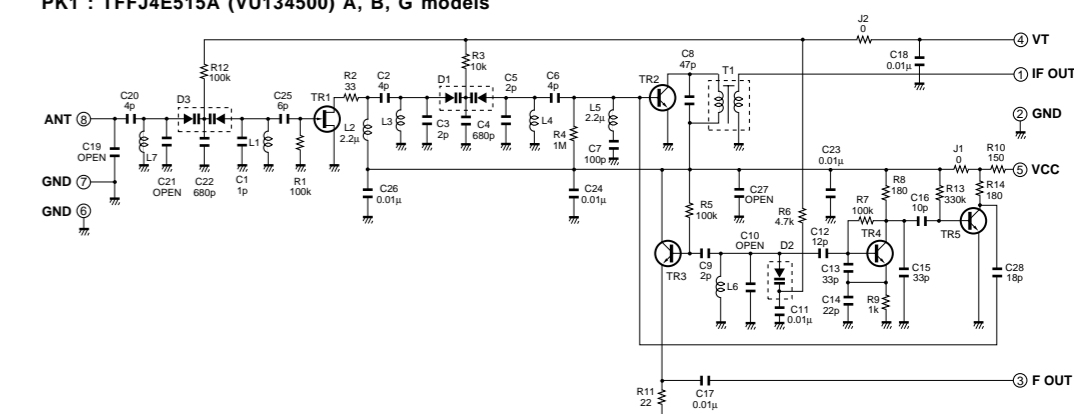 PK1 : TFFJ4E515A (VU134500) A, B, G models
J2
0
4 VT
R12
100k
R3
10k
C18
0.01µ
C8
47p
T1
1 IF OUT
C20
4p
D3
C25
6p
TR1
R2
33
C2
4p
D1
C5
2p
C6
4p
TR2
ANT 8
L2
2.2µ
L3
C3
2p
C4
680p
L4
R4
1M
L5
2.2µ
C7
100p
2 GND
C19
OPEN
L7
C21
OPEN
C22
680p
C1
1p
L1
R1
100k
C23
0.01µ
J1
0
R10
150
5 VCC
GND 7
GND 6
C26
0.01µ
C24
0.01µ
R5
100k
C27
OPEN
R6
4.7k
R8
180
R7
100k
C16
10p
R13
330k
R14
180
TR3
C9
2p
L6
C10
OPEN
D2
C12
12p
TR4
TR5
C13
33p
C14
22p
R9
1k
C15
33p
C28
18p
C11
0.01µ
R11
22
C17
0.01µ
3 F OUT